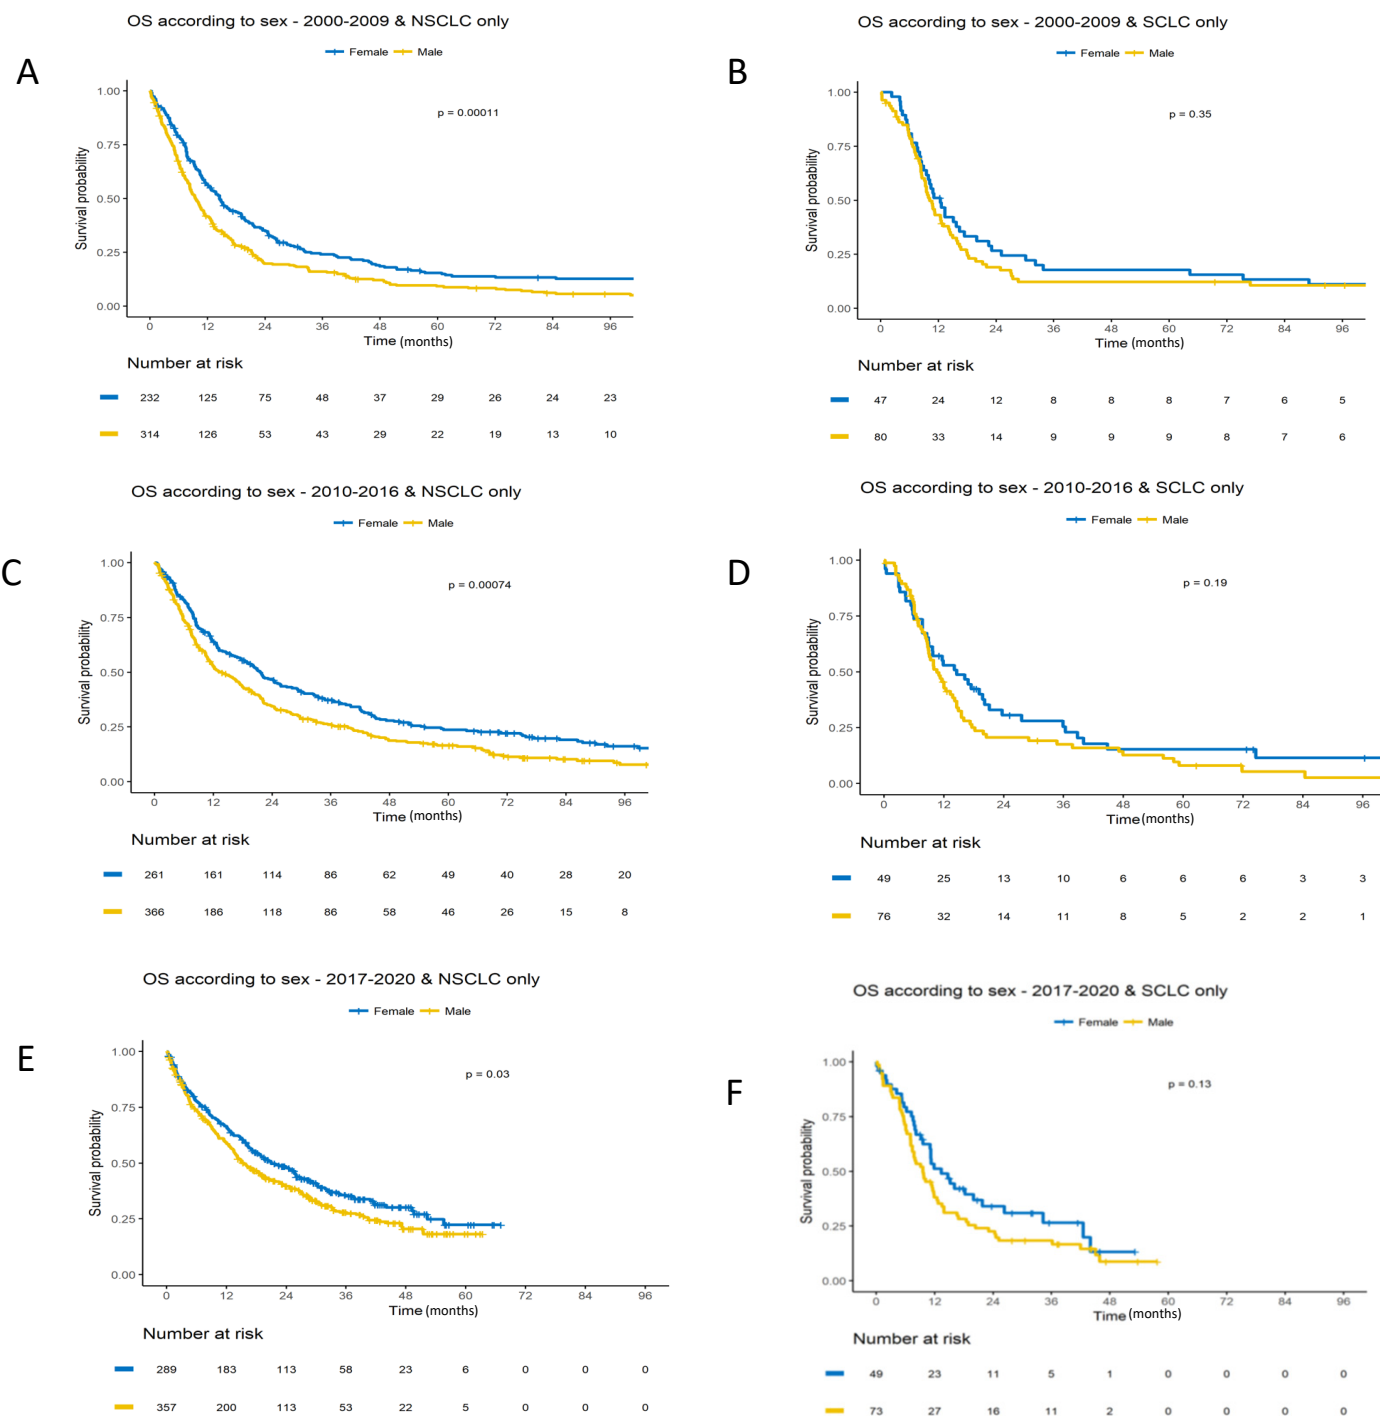 OS according to sex - 2000-2009 & NSCLC only
Female Male
A
p = 0.00011
Survival probability
1.00
0.75
0.50
0.25
0.00
0 12 24 36 48 60 72 84 96
Time (months)
Number at risk
232 125 75 48 37 29 26 24 23
314 126 53 43 29 22 19 13 10
OS according to sex - 2000-2009 & SCLC only
Female Male
B
p = 0.35
Survival probability
1.00
0.75
0.50
0.25
0.00
0 12 24 36 48 60 72 84 96
Time (months)
Number at risk
47 24 12 8 8 8 7 6 5
80 33 14 9 9 9 8 7 6
OS according to sex - 2010-2016 & NSCLC only
Female Male
C
p = 0.00074
Survival probability
1.00
0.75
0.50
0.25
0.00
0 12 24 36 48 60 72 84 96
Time (months)
Number at risk
261 161 114 86 62 49 40 28 20
366 186 118 86 58 46 26 15 8
OS according to sex - 2010-2016 & SCLC only
Female Male
D
p = 0.19
Survival probability
1.00
0.75
0.50
0.25
0.00
0 12 24 36 48 60 72 84 96
Time (months)
Number at risk
49 25 13 10 6 6 6 3 3
76 32 14 11 8 5 2 2 1
OS according to sex - 2017-2020 & NSCLC only
Female Male
E
p = 0.03
Survival probability
1.00
0.75
0.50
0.25
0.00
0 12 24 36 48 60 72 84 96
Time (months)
Number at risk
289 183 113 58 23 6 0 0 0
357 200 113 53 22 5 0 0 0
OS according to sex - 2017-2020 & SCLC only
Female Male
F
p = 0.13
Survival probability
1.00
0.75
0.50
0.25
0.00
0 12 24 36 48 60 72 84 96
Time (months)
Number at risk
49 23 11 5 1 0 0 0 0
73 27 16 11 2 0 0 0 0